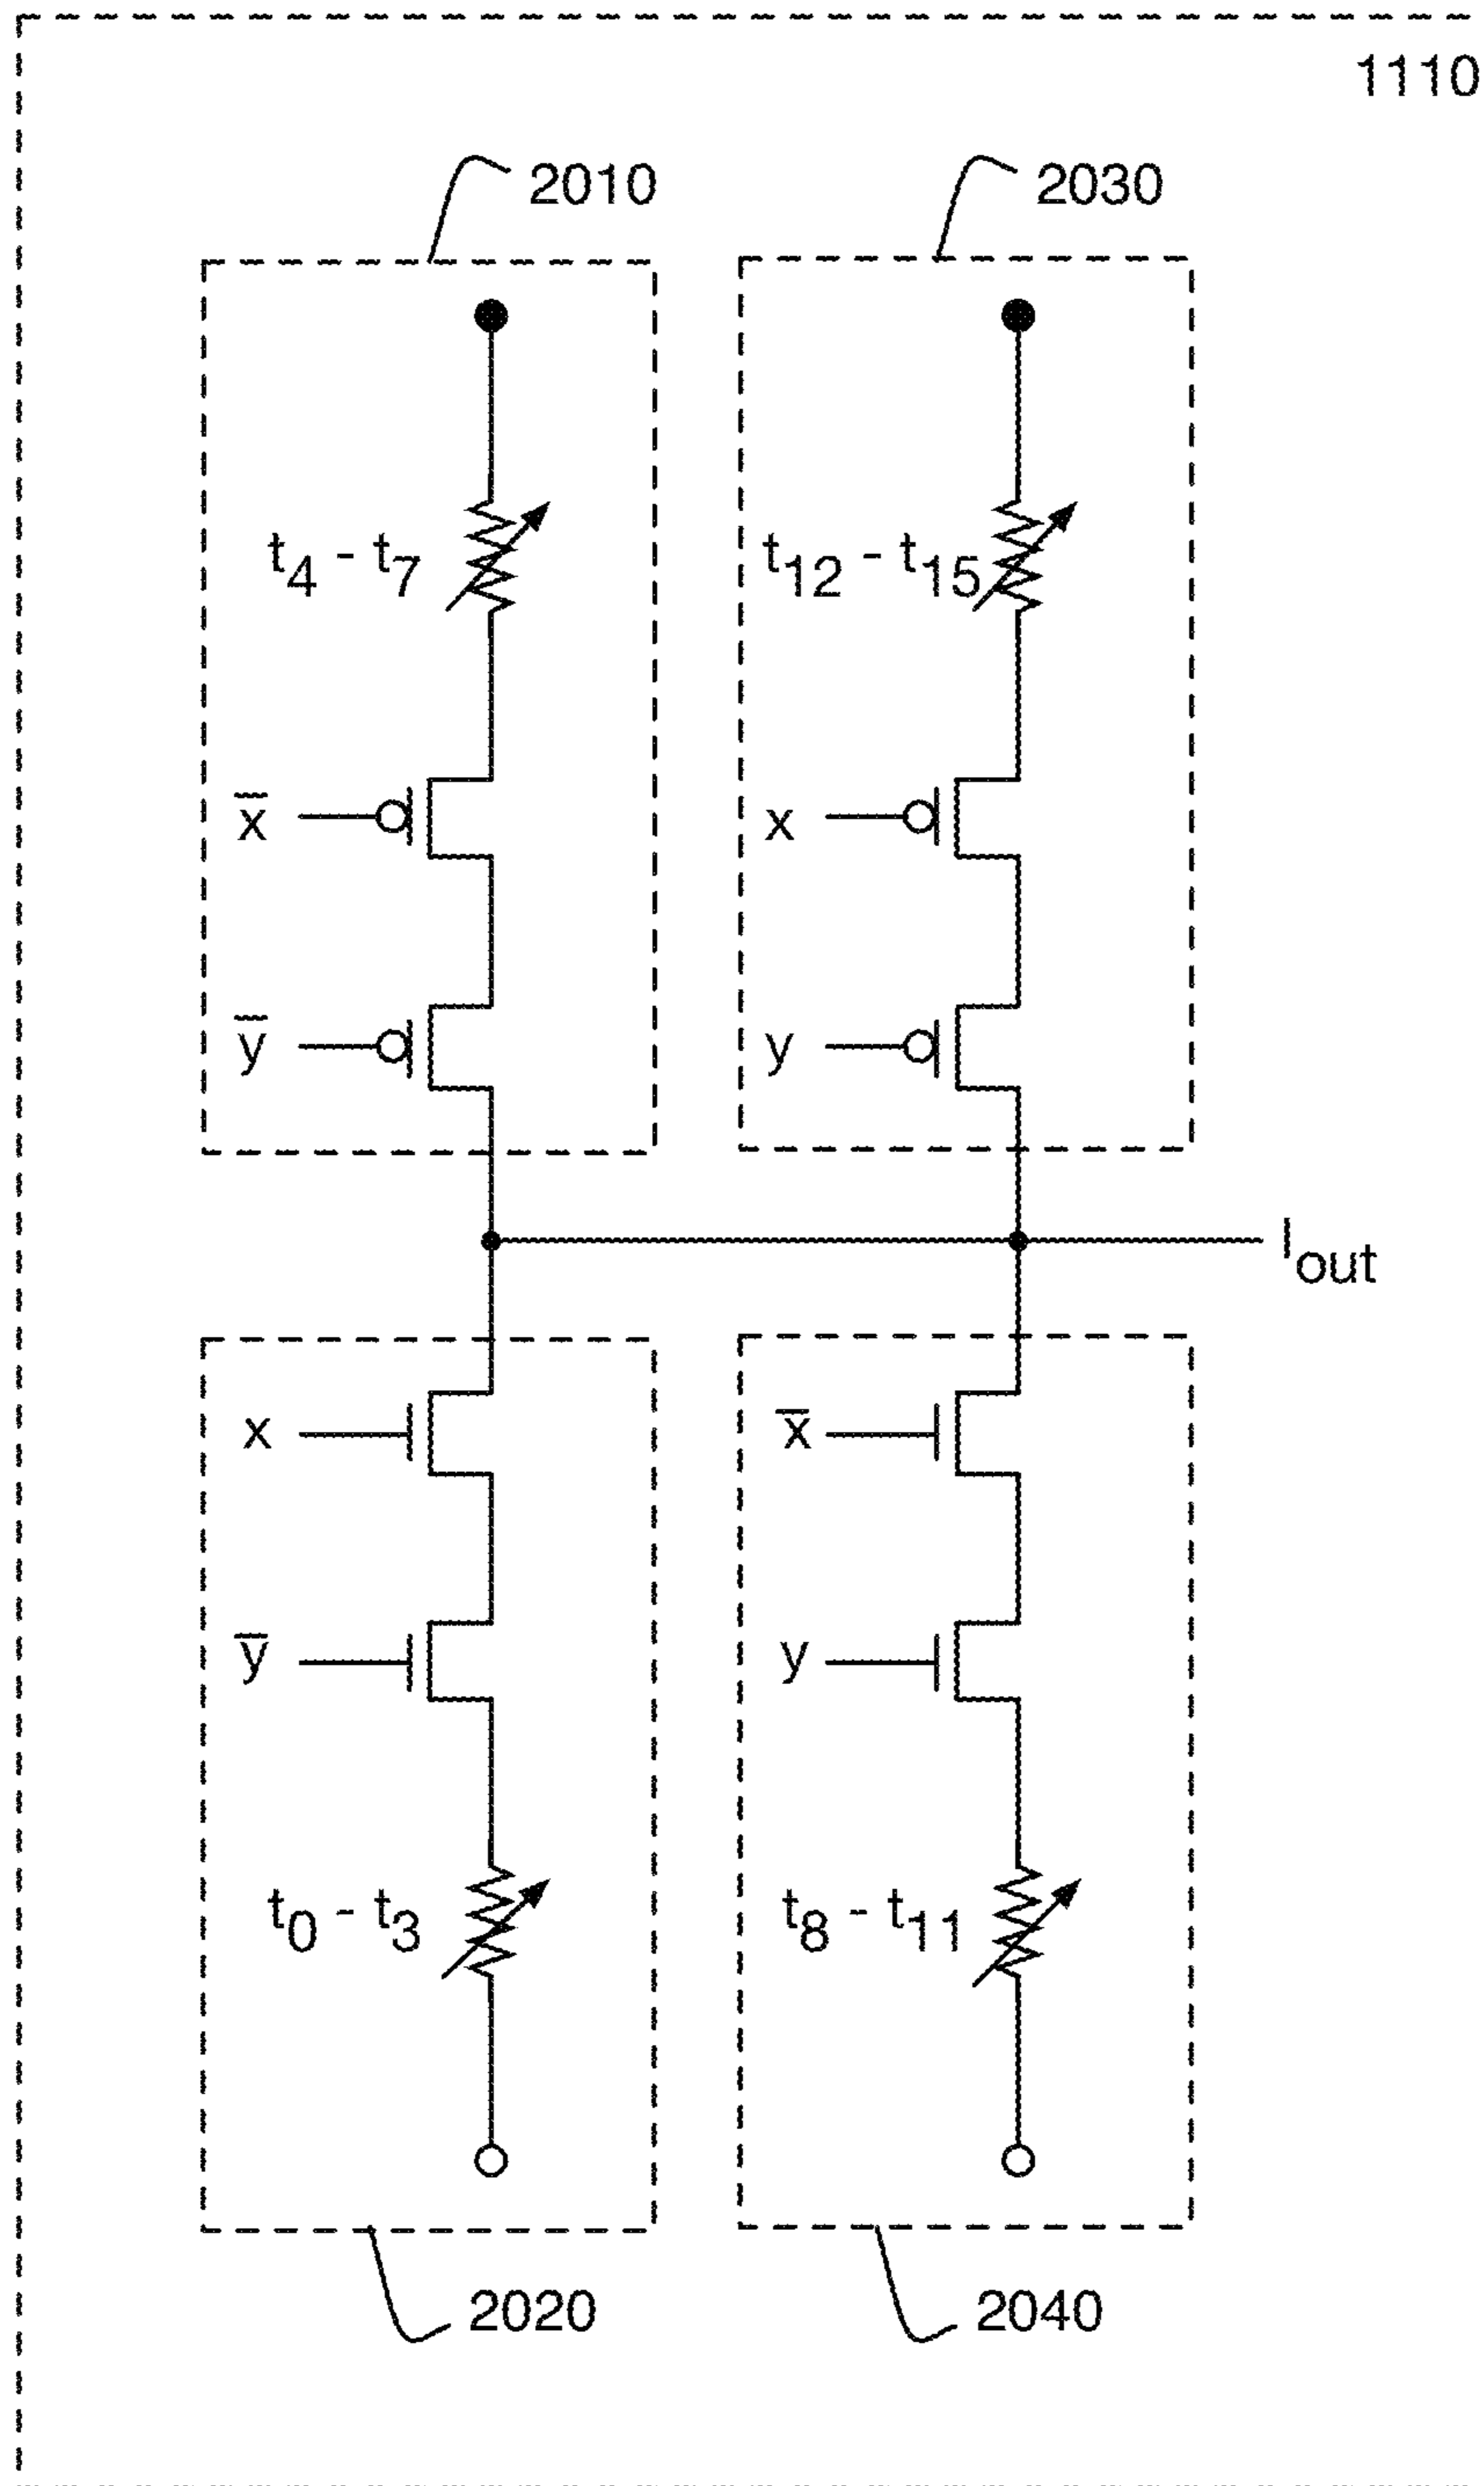 1110
2010 2030
t4 - t7 t12 - t15
x̅ x
y̅ y
Iout
x x̅
y̅ y
t0 - t3 t8 - t11
2020 2040